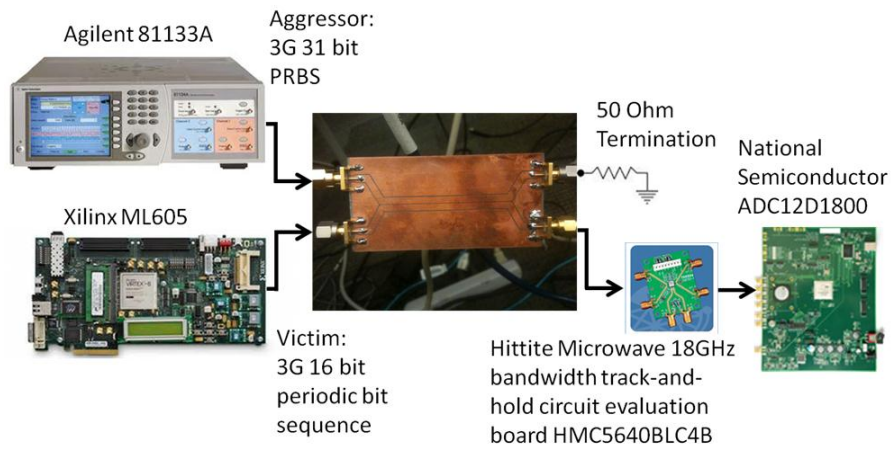 Agilent 81133A
Aggressor:
3G 31 bit
PRBS
50 Ohm
Termination
National
Semiconductor
ADC12D1800
Xilinx ML605
Victim:
3G 16 bit
periodic bit
sequence
Hittite Microwave 18GHz
bandwidth track-and-
hold circuit evaluation
board HMC5640BLC4B